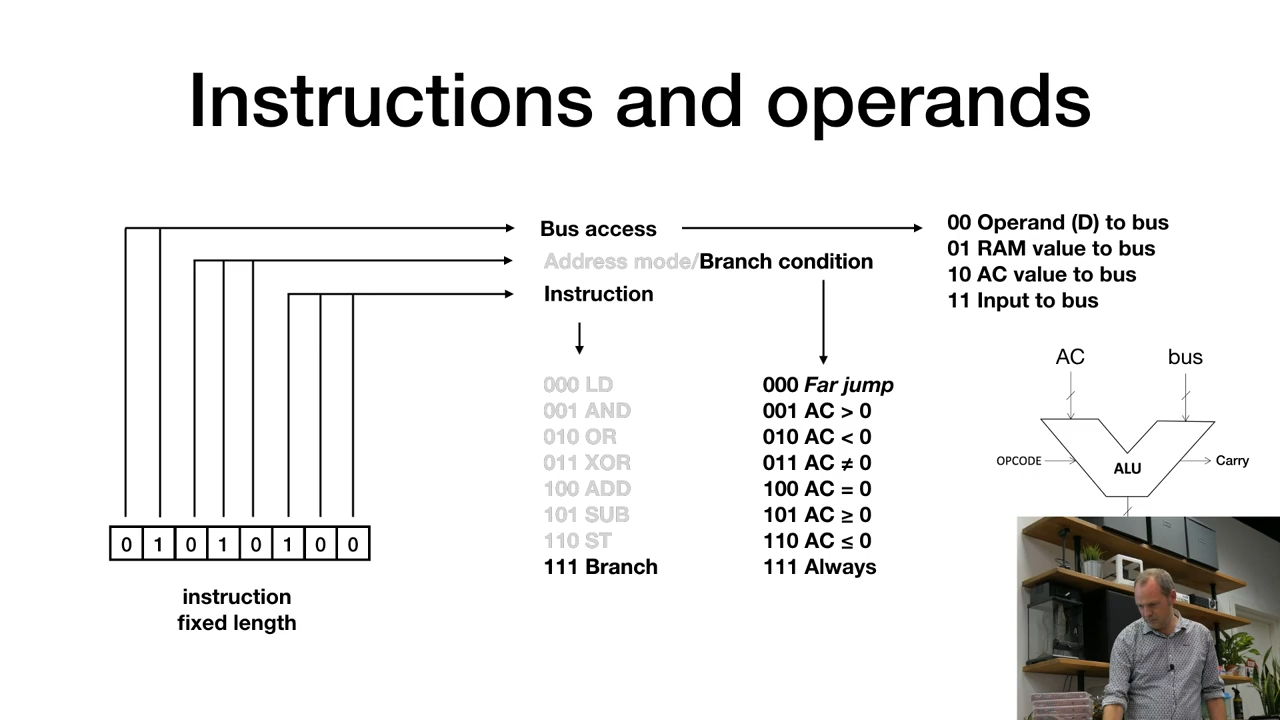 Instructions and operands
Bus access
Address mode/Branch condition
Instruction
00 Operand (D) to bus
01 RAM value to bus
10 AC value to bus
11 Input to bus
000 LD
001 AND
010 OR
011 XOR
100 ADD
101 SUB
110 ST
111 Branch
000 Far jump
001 AC > 0
010 AC < 0
011 AC ≠ 0
100 AC = 0
101 AC ≥ 0
110 AC ≤ 0
111 Always
AC bus
OPCODE ALU Carry
0 1 0 1 0 1 0 0
instruction
fixed length